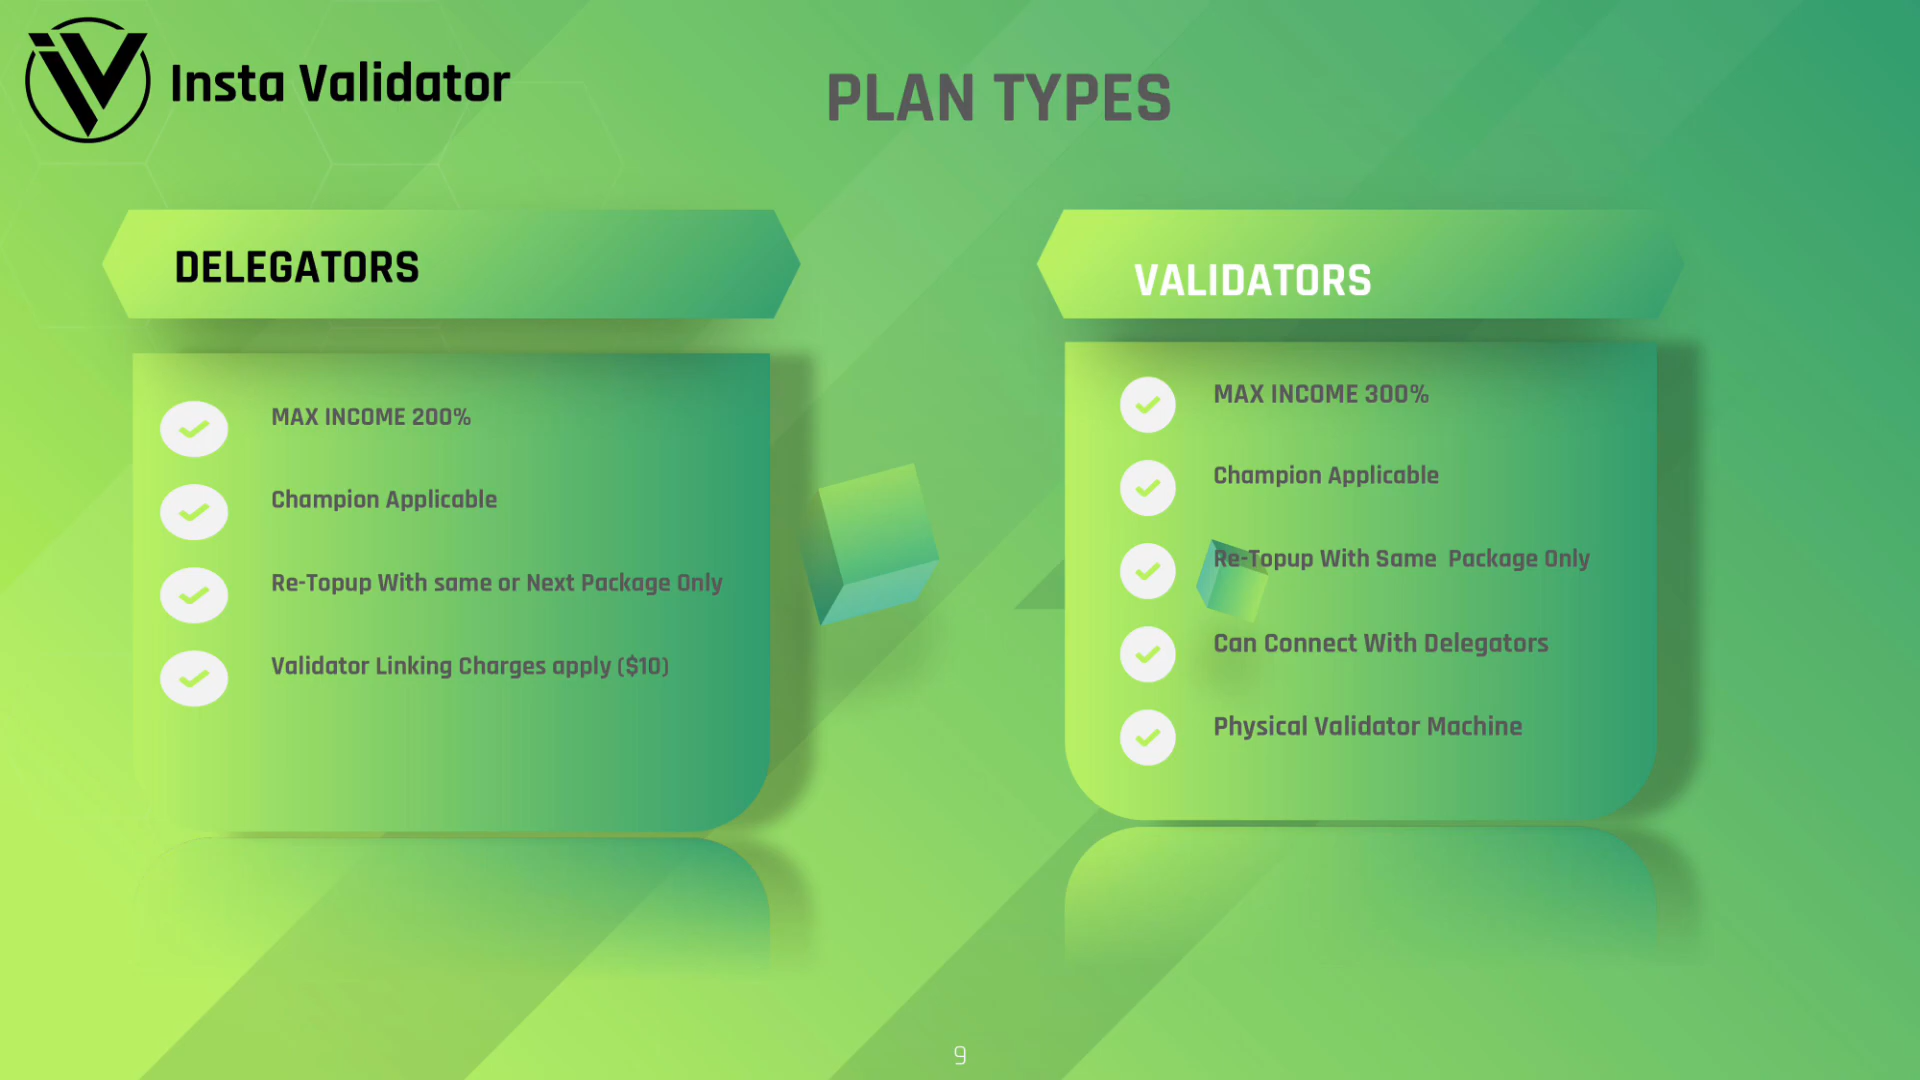 Insta Validator
PLAN TYPES
DELEGATORS
MAX INCOME 200%
Champion Applicable
Re-Topup With same or Next Package Only
Validator Linking Charges apply ($10)
VALIDATORS
MAX INCOME 300%
Champion Applicable
Re-Topup With Same  Package Only
Can Connect With Delegators
Physical Validator Machine
9